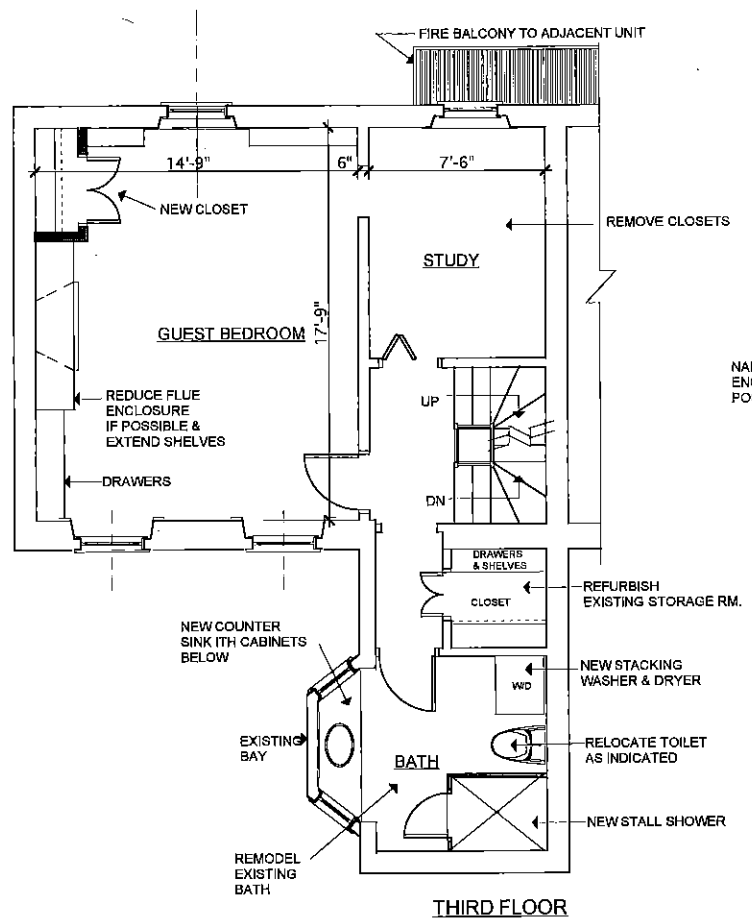 FIRE BALCONY TO ADJACENT UNIT
14'-9"
6"
7'-6"
NEW CLOSET
REMOVE CLOSETS
STUDY
GUEST BEDROOM
17'-9"
REDUCE FLUE
ENCLOSURE
IF POSSIBLE &
EXTEND SHELVES
UP
DRAWERS
DN
DRAWERS
& SHELVES
CLOSET
REFURBISH
EXISTING STORAGE RM.
NEW COUNTER
SINK ITH CABINETS
BELOW
NEW STACKING
WASHER & DRYER
W/D
EXISTING
BAY
BATH
RELOCATE TOILET
AS INDICATED
NEW STALL SHOWER
REMODEL
EXISTING
BATH
THIRD FLOOR